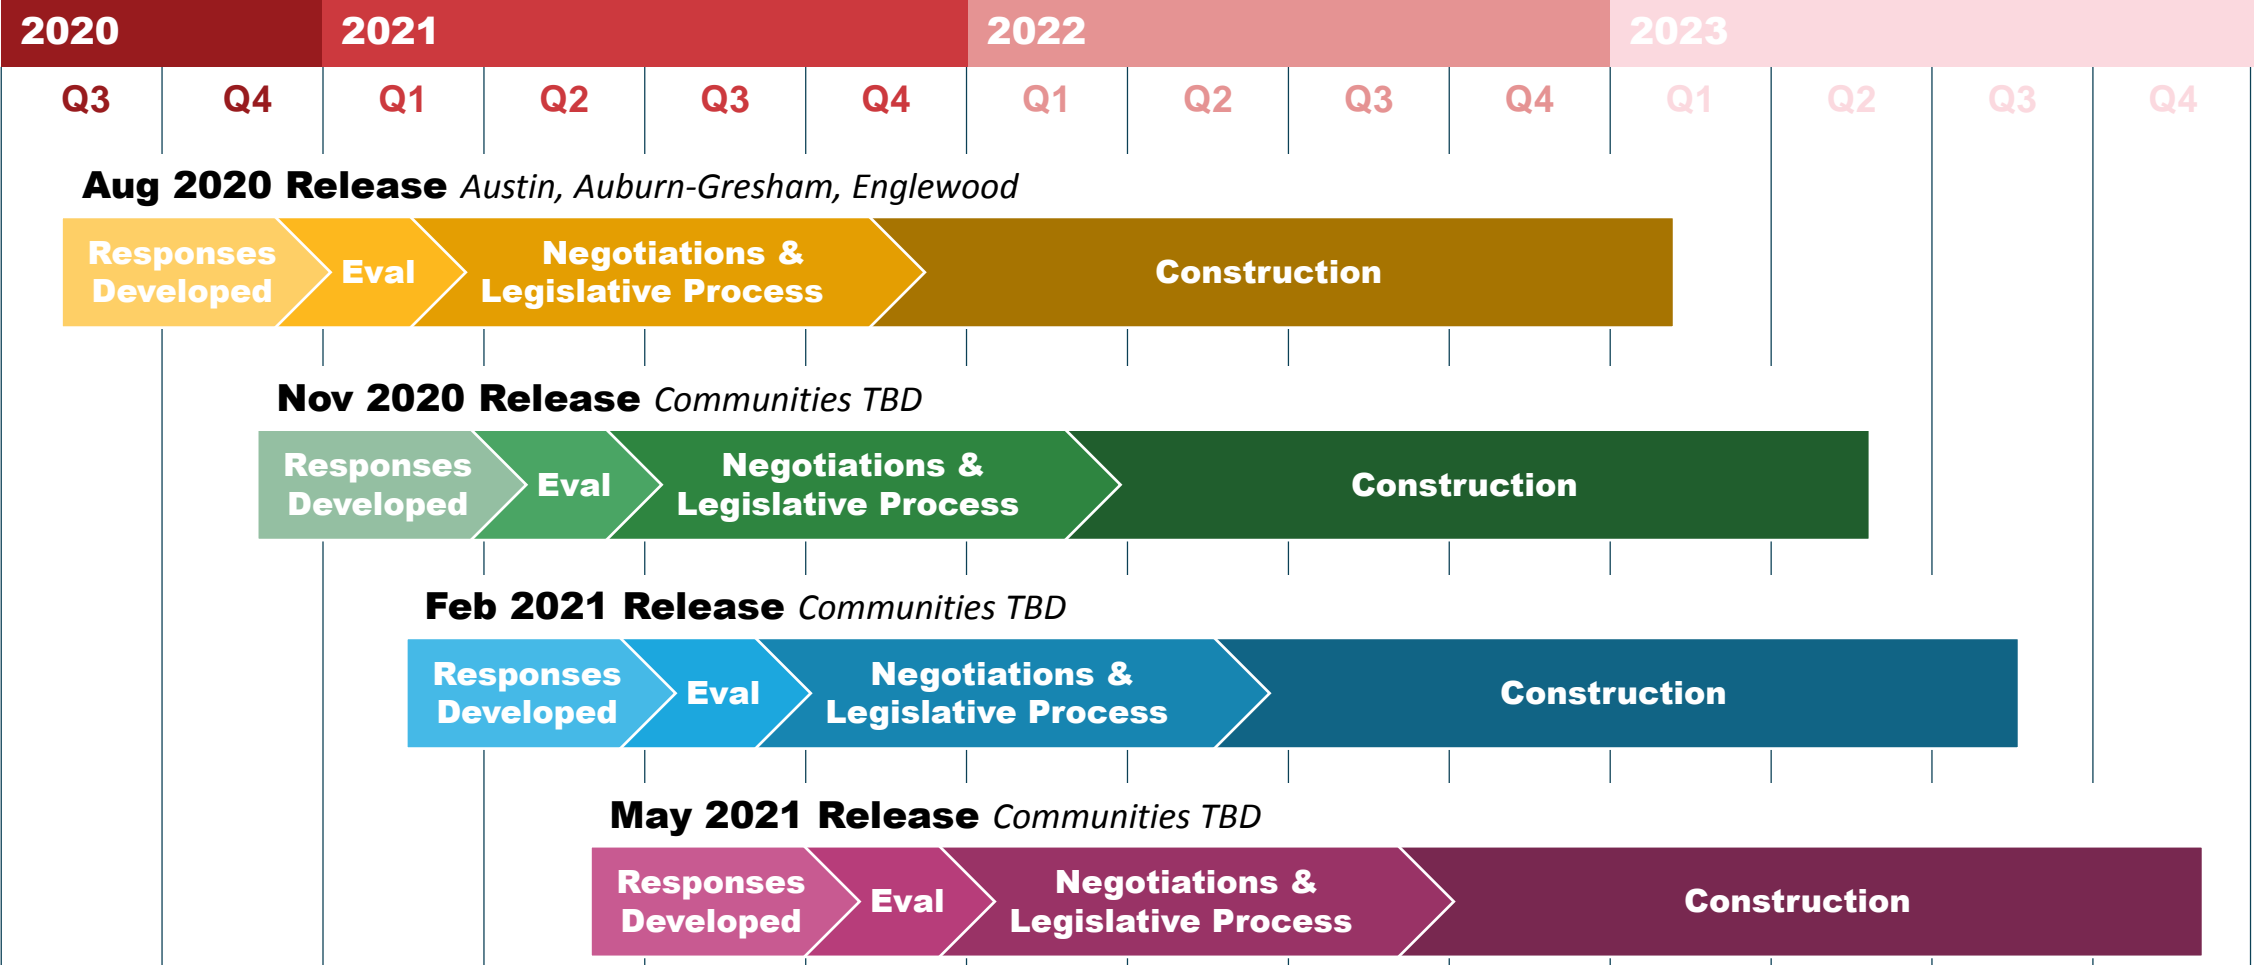 2020 2021 2022 2023
Q3 Q4 Q1 Q2 Q3 Q4 Q1 Q2 Q3 Q4 Q1 Q2 Q3 Q4
Aug 2020 Release Austin, Auburn-Gresham, Englewood
Responses
Developed
Eval
Negotiations &
Legislative Process
Construction
Nov 2020 Release Communities TBD
Responses
Developed
Eval
Negotiations &
Legislative Process
Construction
Feb 2021 Release Communities TBD
Responses
Developed
Eval
Negotiations &
Legislative Process
Construction
May 2021 Release Communities TBD
Responses
Developed
Eval
Negotiations &
Legislative Process
Construction